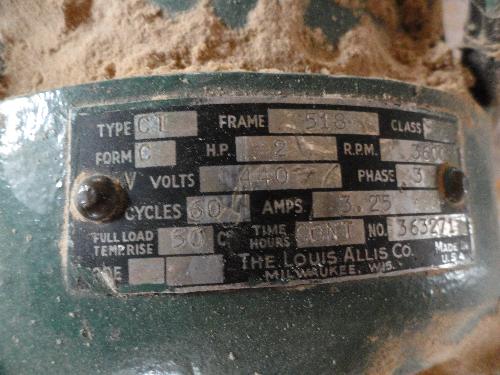 TYPE CI FRAME 518 CLASS
FORM C H.P. 2 R.P.M. 3600
V VOLTS 440 PHASE 3
CYCLES 60 AMPS. 3.25
FULL LOAD TEMP. RISE 50 C TIME HOURS CONT NO. 363271
THE LOUIS ALLIS CO. MADE IN U.S.A.
MILWAUKEE, WIS.